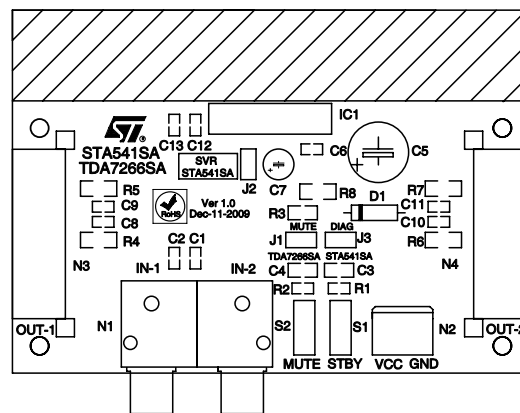 IC1
C13 C12
STA541SA
TDA7266SA
SVR
STA541SA
J2
C6
C7
C5
R5
R8
D1
R7
C9
RoHS
Ver 1.0
Dec-11-2009
R3
C11
C8
MUTE
DIAG
C10
R4
C2 C1
J1
J3
R6
N3
TDA7266SA
STA541SA
N4
IN-1
IN-2
C4
C3
R2
R1
OUT-1
N1
S2
S1
N2
OUT-2
MUTE
STBY
VCC GND